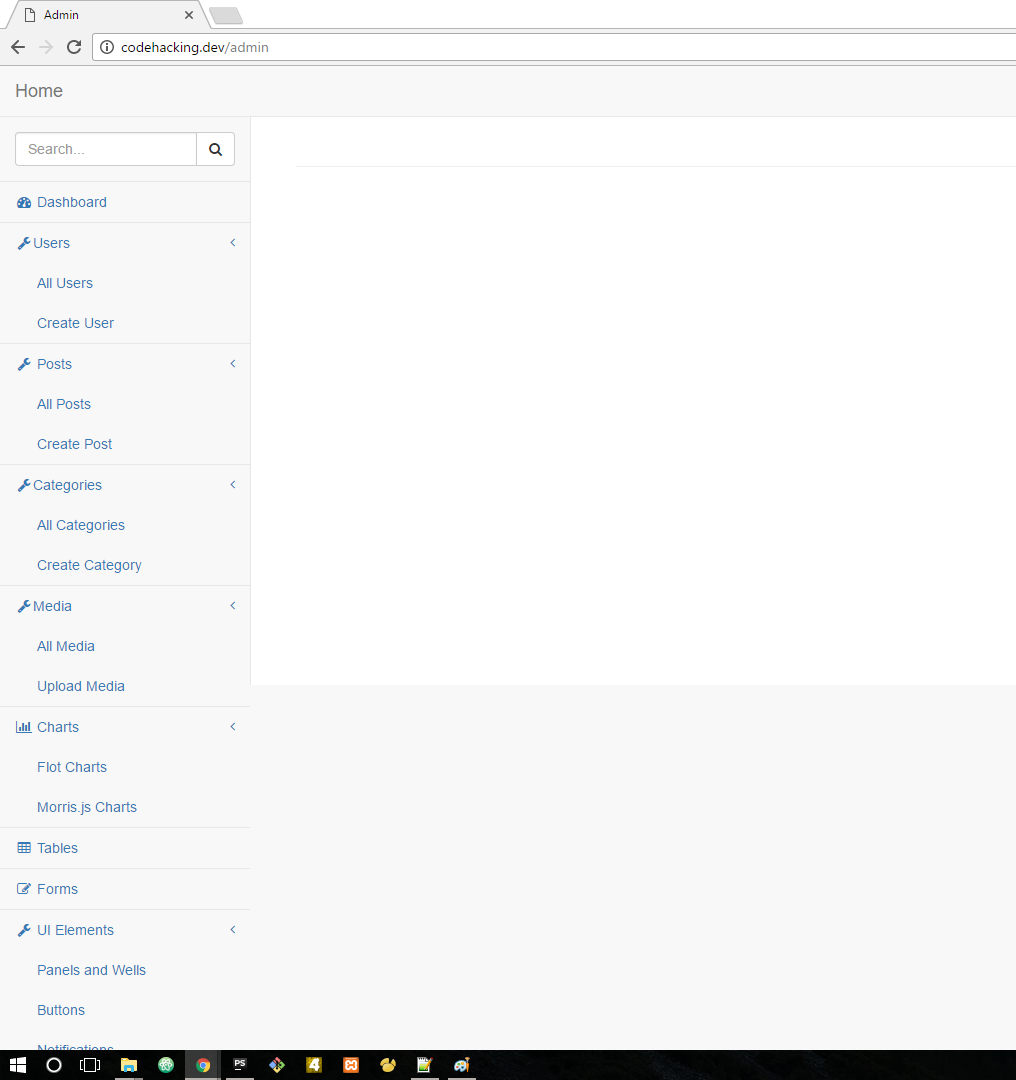 Admin
codehacking.dev/admin
Home
Search...
Dashboard
Users
All Users
Create User
Posts
All Posts
Create Post
Categories
All Categories
Create Category
Media
All Media
Upload Media
Charts
Flot Charts
Morris.js Charts
Tables
Forms
UI Elements
Panels and Wells
Buttons
Notifications
PS
4